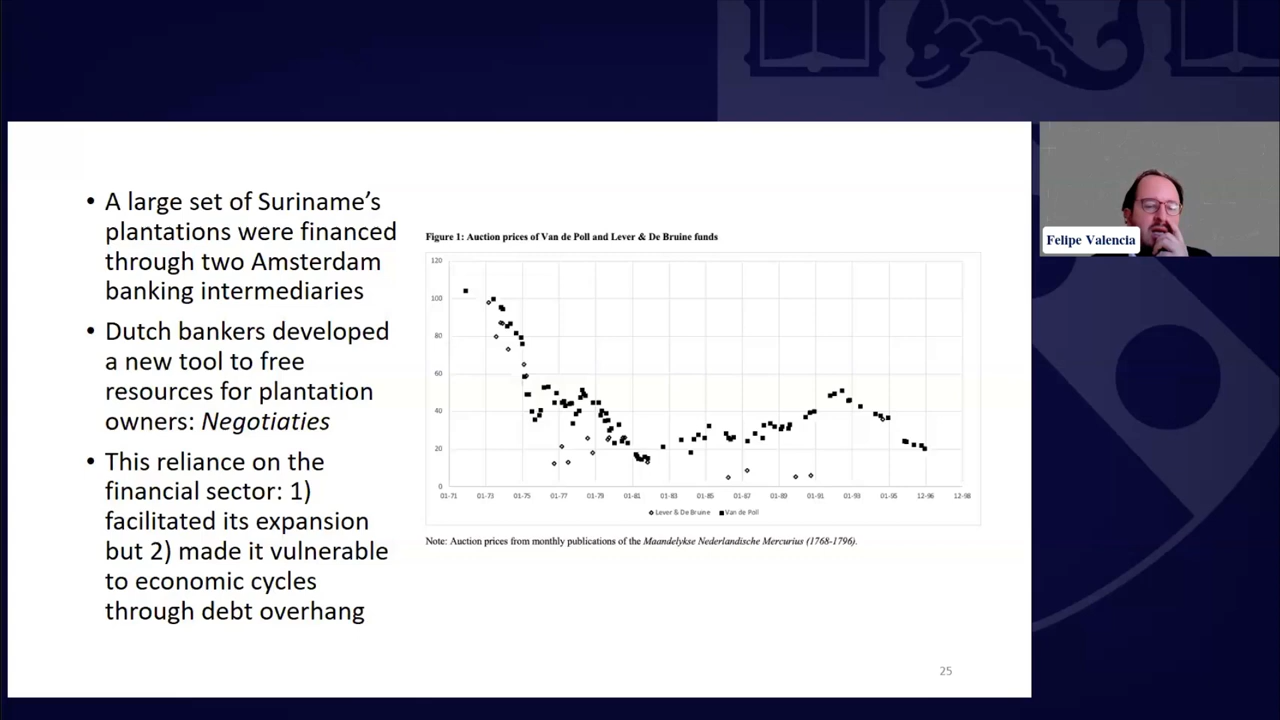 • A large set of Suriname’s
plantations were financed
through two Amsterdam
banking intermediaries
• Dutch bankers developed
a new tool to free
resources for plantation
owners: Negotiaties
• This reliance on the
financial sector: 1)
facilitated its expansion
but 2) made it vulnerable
to economic cycles
through debt overhang
Figure 1: Auction prices of Van de Poll and Lever & De Bruine funds
120
100
80
60
40
20
0
01-71 01-73 01-75 01-77 01-79 01-81 01-83 01-85 01-87 01-89 01-91 01-93 01-95 12-96 12-98
Lever & De Bruine Van de Poll
Note: Auction prices from monthly publications of the Maandelykse Nederlandische Mercurius (1768-1796).
25
Felipe Valencia